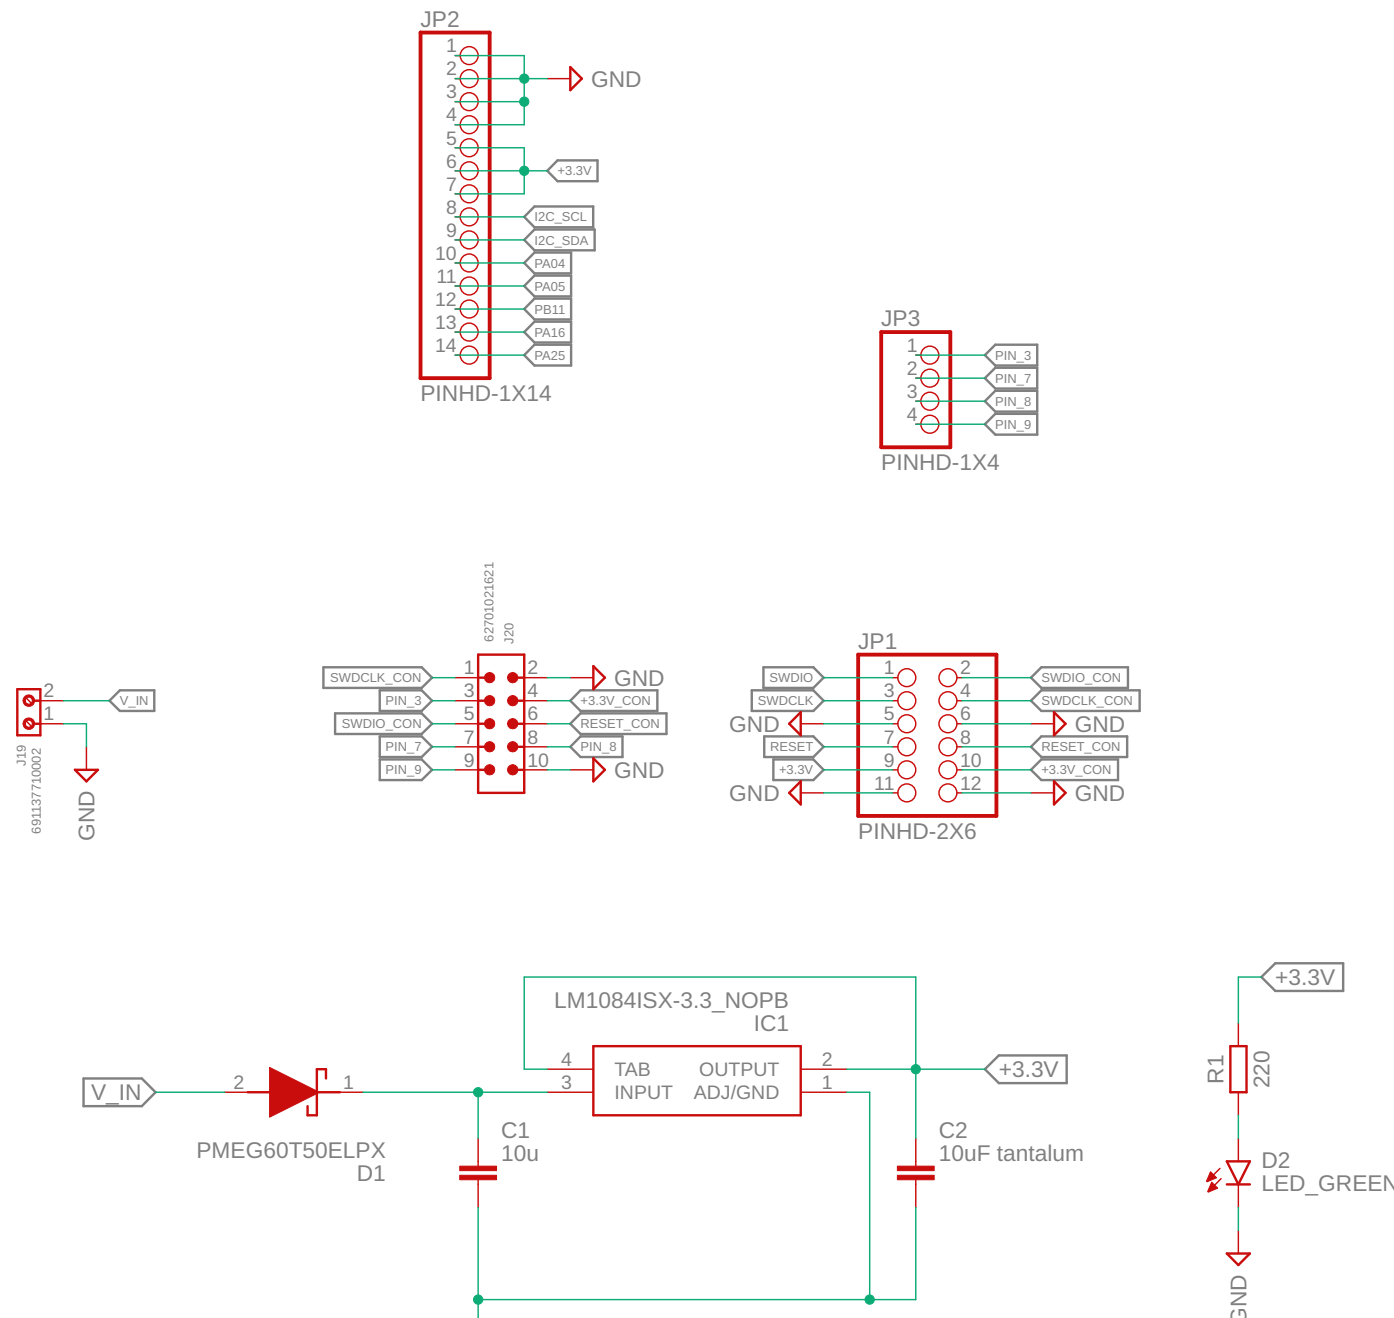 JP2
1
2
3
4
5
6
7
8
9
10
11
12
13
14
GND
+3.3V
I2C_SCL
I2C_SDA
PA04
PA05
PB11
PA16
PA25
PINHD-1X14
JP3
1
2
3
4
PIN_3
PIN_7
PIN_8
PIN_9
PINHD-1X4
2
1
V_IN
J19
691137710002
GND
62701021621
J20
SWDCLK_CON 1 2 GND
PIN_3 3 4 +3.3V_CON
SWDIO_CON 5 6 RESET_CON
PIN_7 7 8 PIN_8
PIN_9 9 10 GND
JP1
SWDIO 1 2 SWDIO_CON
SWDCLK 3 4 SWDCLK_CON
GND 5 6 GND
RESET 7 8 RESET_CON
+3.3V 9 10 +3.3V_CON
GND 11 12 GND
PINHD-2X6
V_IN
2 1
PMEG60T50ELPX
D1
C1
10u
LM1084ISX-3.3_NOPB
IC1
4 TAB OUTPUT 2
3 INPUT ADJ/GND 1
+3.3V
C2
10uF tantalum
+3.3V
R1
220
D2
LED_GREEN
GND